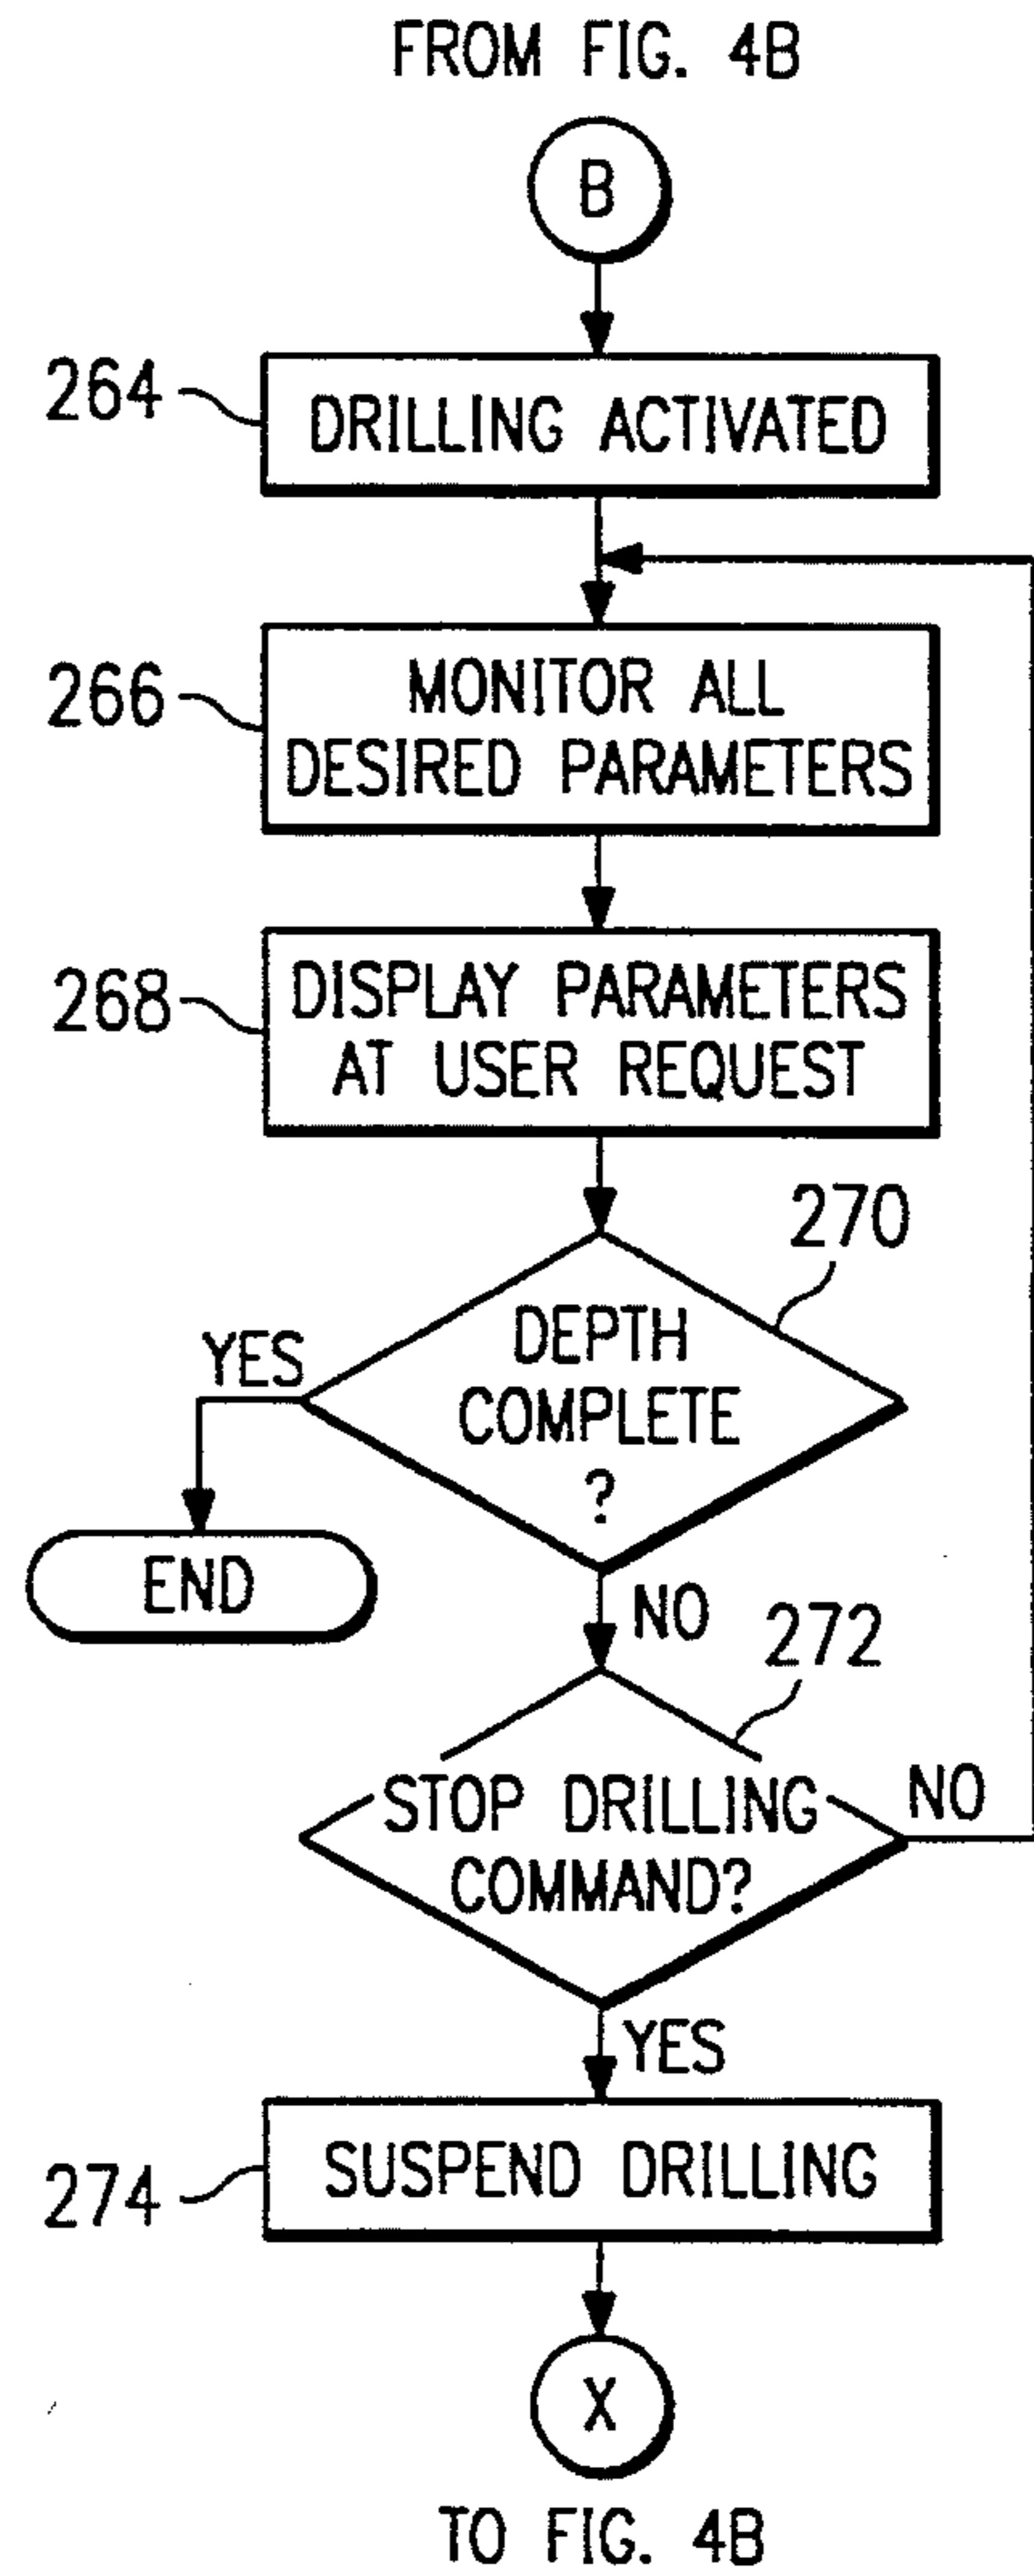 FROM FIG. 4B
B
264
DRILLING ACTIVATED
266
MONITOR ALL
DESIRED PARAMETERS
268
DISPLAY PARAMETERS
AT USER REQUEST
270
DEPTH
COMPLETE
?
YES
END
NO
272
STOP DRILLING
COMMAND?
NO
YES
274
SUSPEND DRILLING
X
TO FIG. 4B